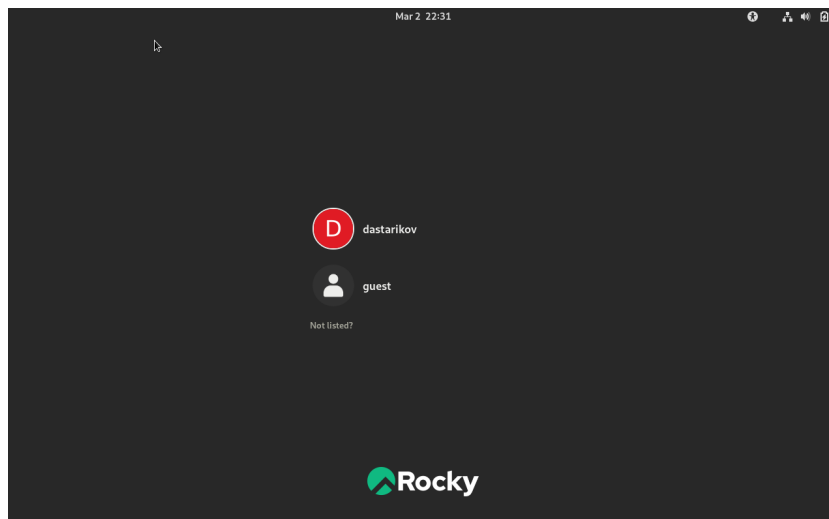 Mar 2 22:31
D
dastarikov
guest
Not listed?
Rocky